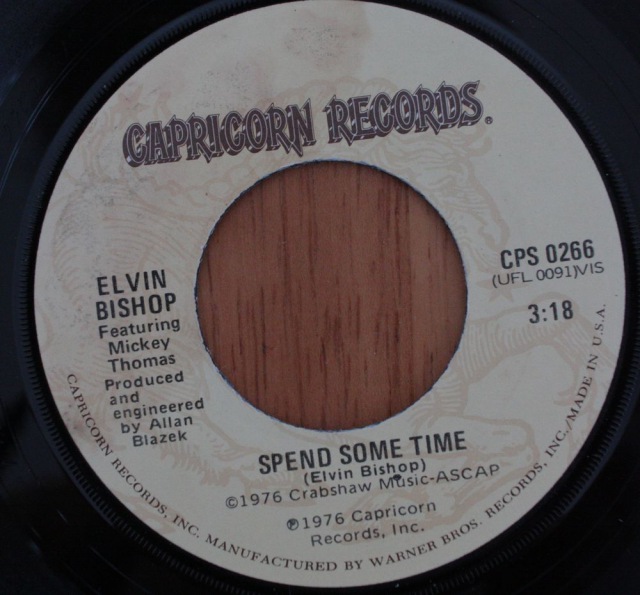 CAPRICORN RECORDS.
ELVIN
BISHOP
Featuring
Mickey
Thomas
Produced
and
engineered
by Allan
Blazek
CPS 0266
(UFL 0091)VIS
3:18
SPEND SOME TIME
(Elvin Bishop)
©1976 Crabshaw Music-ASCAP
℗1976 Capricorn
Records, Inc.
CAPRICORN RECORDS, INC. MANUFACTURED BY WARNER BROS. RECORDS, INC./MADE IN U.S.A.